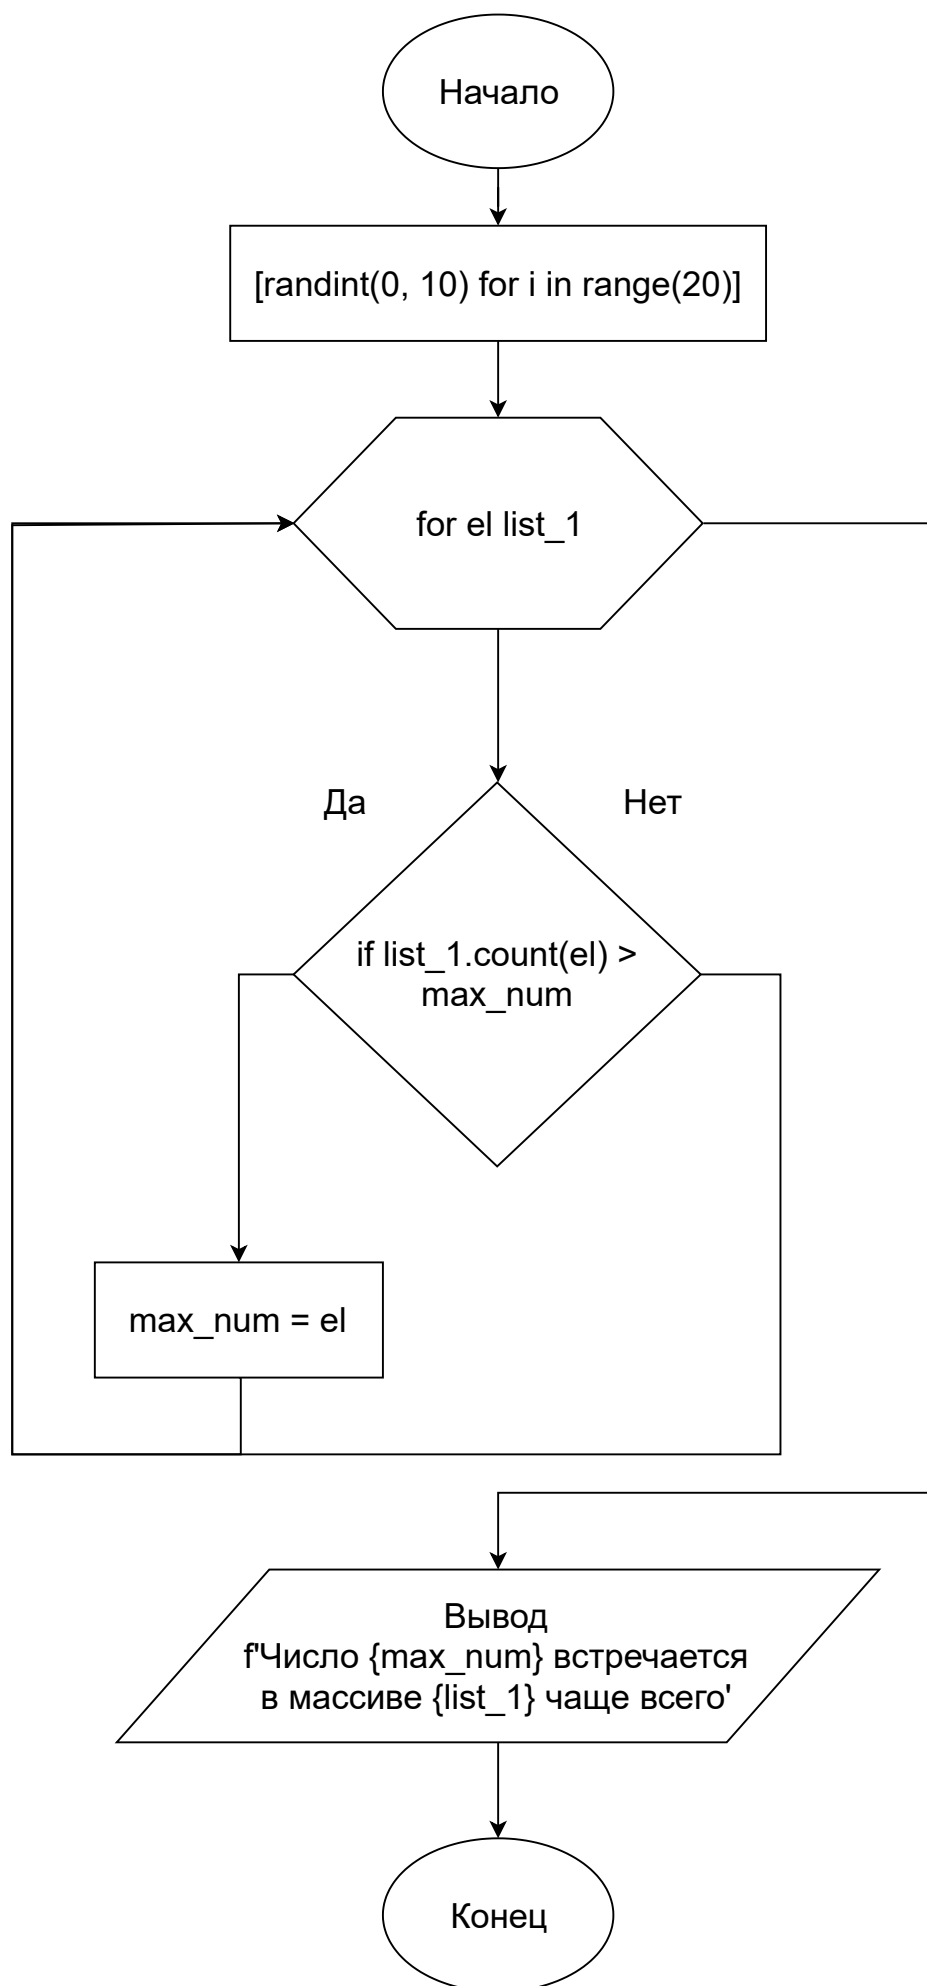 Начало
[randint(0, 10) for i in range(20)]
for el list_1
Да
Нет
if list_1.count(el) >
max_num
max_num = el
Вывод
f'Число {max_num} встречается
в массиве {list_1} чаще всего'
Конец